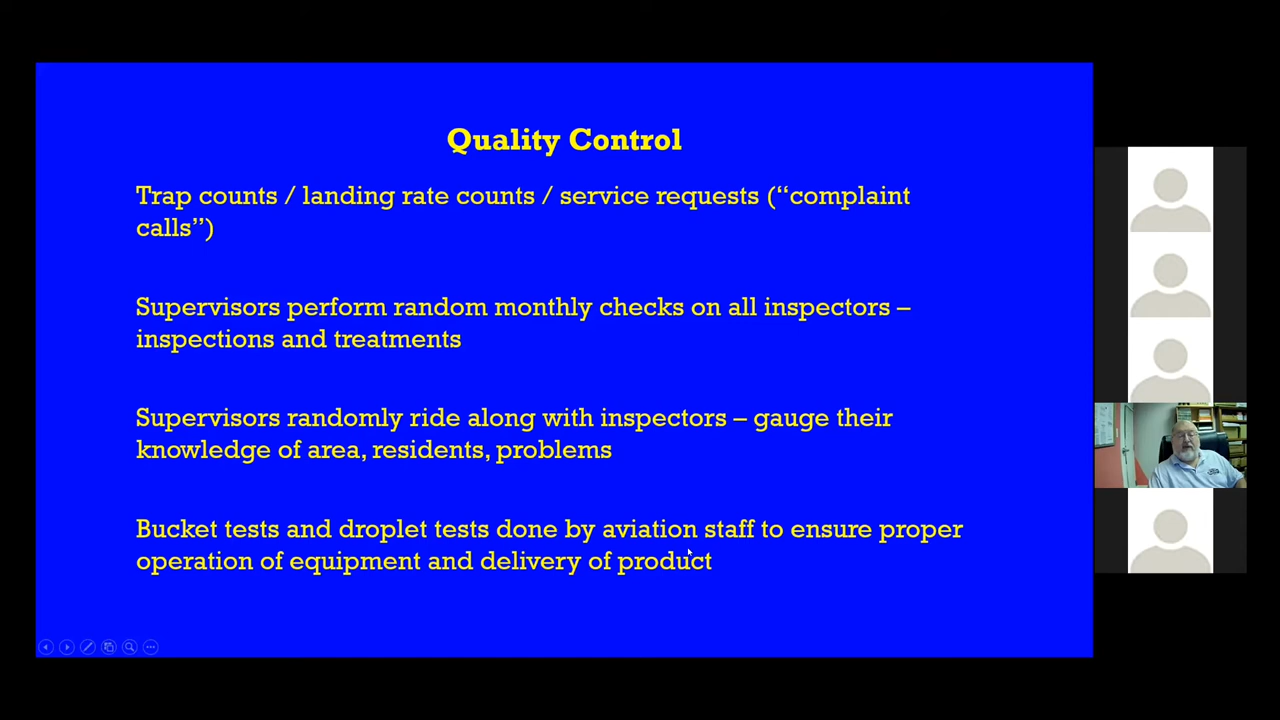 Quality Control
Trap counts / landing rate counts / service requests (“complaint
calls”)
Supervisors perform random monthly checks on all inspectors –
inspections and treatments
Supervisors randomly ride along with inspectors – gauge their
knowledge of area, residents, problems
Bucket tests and droplet tests done by aviation staff to ensure proper
operation of equipment and delivery of product